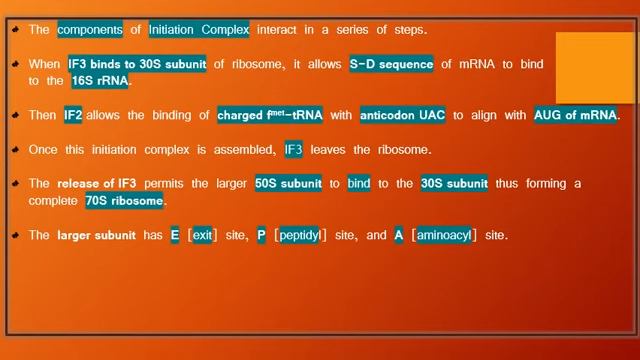 The components of Initiation Complex interact in a series of steps.
When IF3 binds to 30S subunit of ribosome, it allows S-D sequence of mRNA to bind
to the 16S rRNA.
Then IF2 allows the binding of charged fᵐᵉᵗ-tRNA with anticodon UAC to align with AUG of mRNA.
Once this initiation complex is assembled, IF3 leaves the ribosome.
The release of IF3 permits the larger 50S subunit to bind to the 30S subunit thus forming a
complete 70S ribosome.
The larger subunit has E [exit] site, P [peptidyl] site, and A [aminoacyl] site.